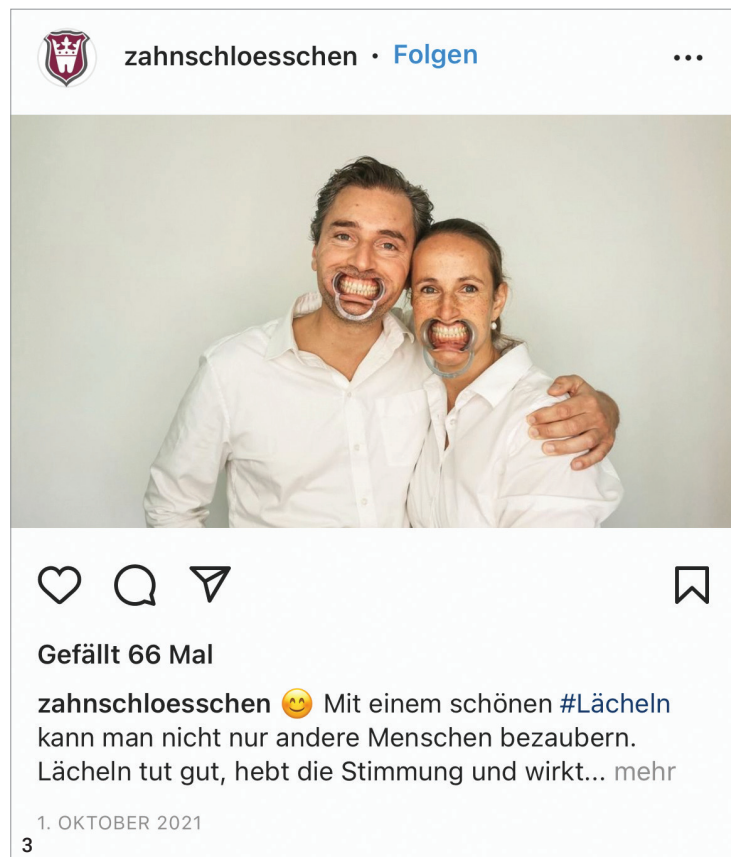 zahnschloesschen • Folgen
Gefällt 66 Mal
zahnschloesschen 😊 Mit einem schönen #Lächeln
kann man nicht nur andere Menschen bezaubern.
Lächeln tut gut, hebt die Stimmung und wirkt... mehr
1. OKTOBER 2021
3